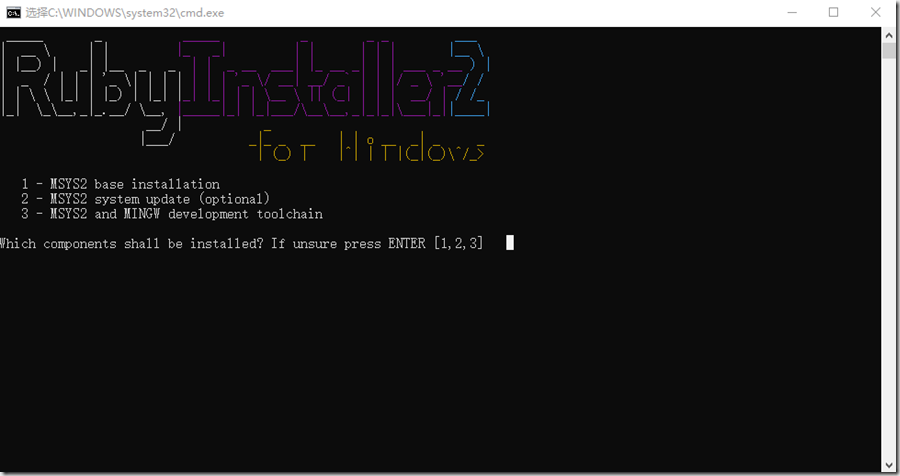 选择C:\WINDOWS\system32\cmd.exe
RubyInstaller2
for Windows
1 - MSYS2 base installation
2 - MSYS2 system update (optional)
3 - MSYS2 and MINGW development toolchain
Which components shall be installed? If unsure press ENTER [1,2,3]